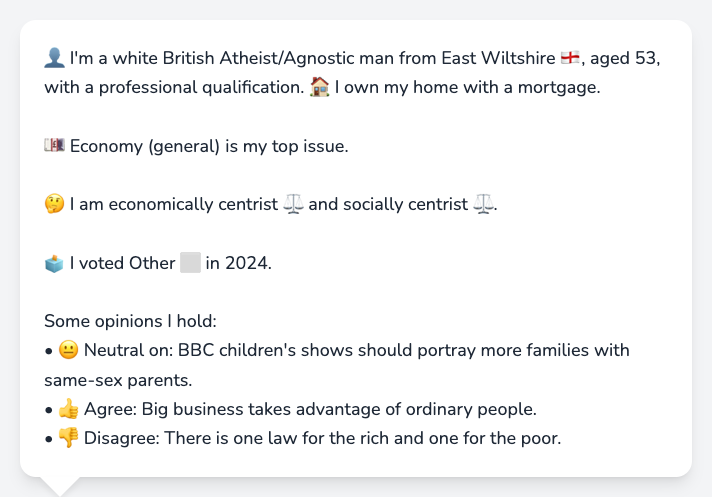 👤 I'm a white British Atheist/Agnostic man from East Wiltshire 🏴󠁧󠁢󠁥󠁮󠁧󠁿, aged 53,
with a professional qualification. 🏠 I own my home with a mortgage.
💷 Economy (general) is my top issue.
🤔 I am economically centrist ⚖️ and socially centrist ⚖️.
🗳️ I voted Other ⬜ in 2024.
Some opinions I hold:
• 😐 Neutral on: BBC children's shows should portray more families with
same-sex parents.
• 👍 Agree: Big business takes advantage of ordinary people.
• 👎 Disagree: There is one law for the rich and one for the poor.